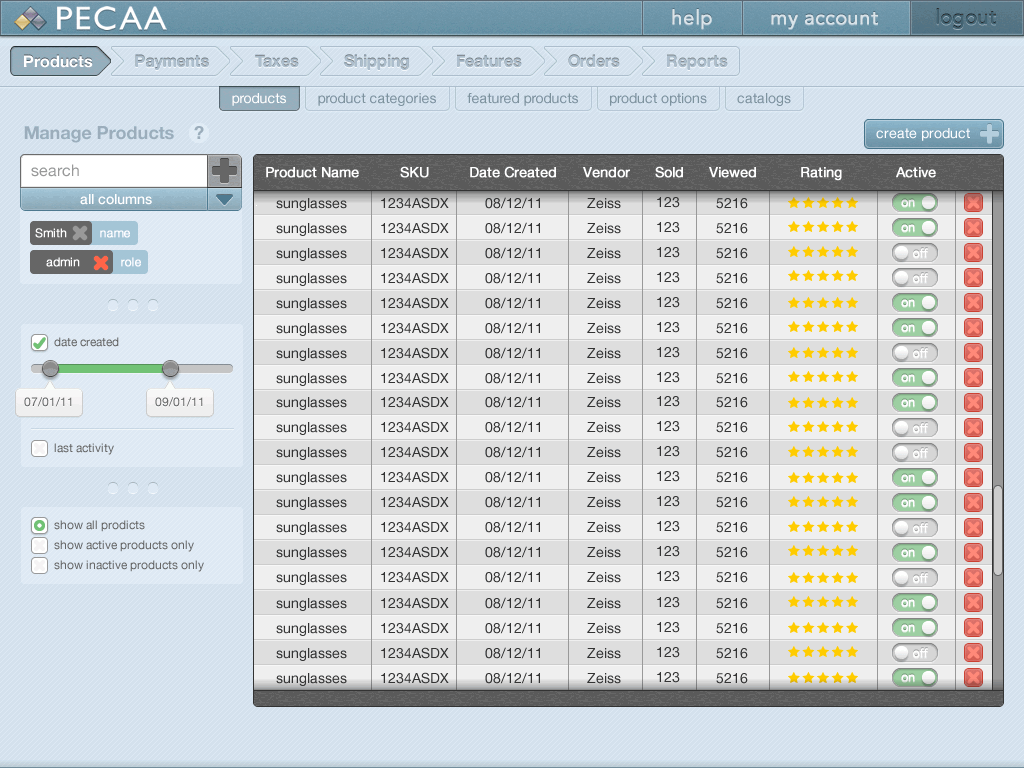 PECAA help my account logout
Products Payments Taxes Shipping Features Orders Reports
products product categories featured products product options catalogs
Manage Products ? create product
search
all columns
Smith name
admin role
date created
07/01/11 09/01/11
last activity
show all prodicts
show active products only
show inactive products only
Product Name SKU Date Created Vendor Sold Viewed Rating Active
sunglasses 1234ASDX 08/12/11 Zeiss 123 5216 on
sunglasses 1234ASDX 08/12/11 Zeiss 123 5216 on
sunglasses 1234ASDX 08/12/11 Zeiss 123 5216 off
sunglasses 1234ASDX 08/12/11 Zeiss 123 5216 off
sunglasses 1234ASDX 08/12/11 Zeiss 123 5216 on
sunglasses 1234ASDX 08/12/11 Zeiss 123 5216 on
sunglasses 1234ASDX 08/12/11 Zeiss 123 5216 off
sunglasses 1234ASDX 08/12/11 Zeiss 123 5216 on
sunglasses 1234ASDX 08/12/11 Zeiss 123 5216 on
sunglasses 1234ASDX 08/12/11 Zeiss 123 5216 off
sunglasses 1234ASDX 08/12/11 Zeiss 123 5216 off
sunglasses 1234ASDX 08/12/11 Zeiss 123 5216 on
sunglasses 1234ASDX 08/12/11 Zeiss 123 5216 on
sunglasses 1234ASDX 08/12/11 Zeiss 123 5216 off
sunglasses 1234ASDX 08/12/11 Zeiss 123 5216 on
sunglasses 1234ASDX 08/12/11 Zeiss 123 5216 off
sunglasses 1234ASDX 08/12/11 Zeiss 123 5216 on
sunglasses 1234ASDX 08/12/11 Zeiss 123 5216 on
sunglasses 1234ASDX 08/12/11 Zeiss 123 5216 off
sunglasses 1234ASDX 08/12/11 Zeiss 123 5216 on